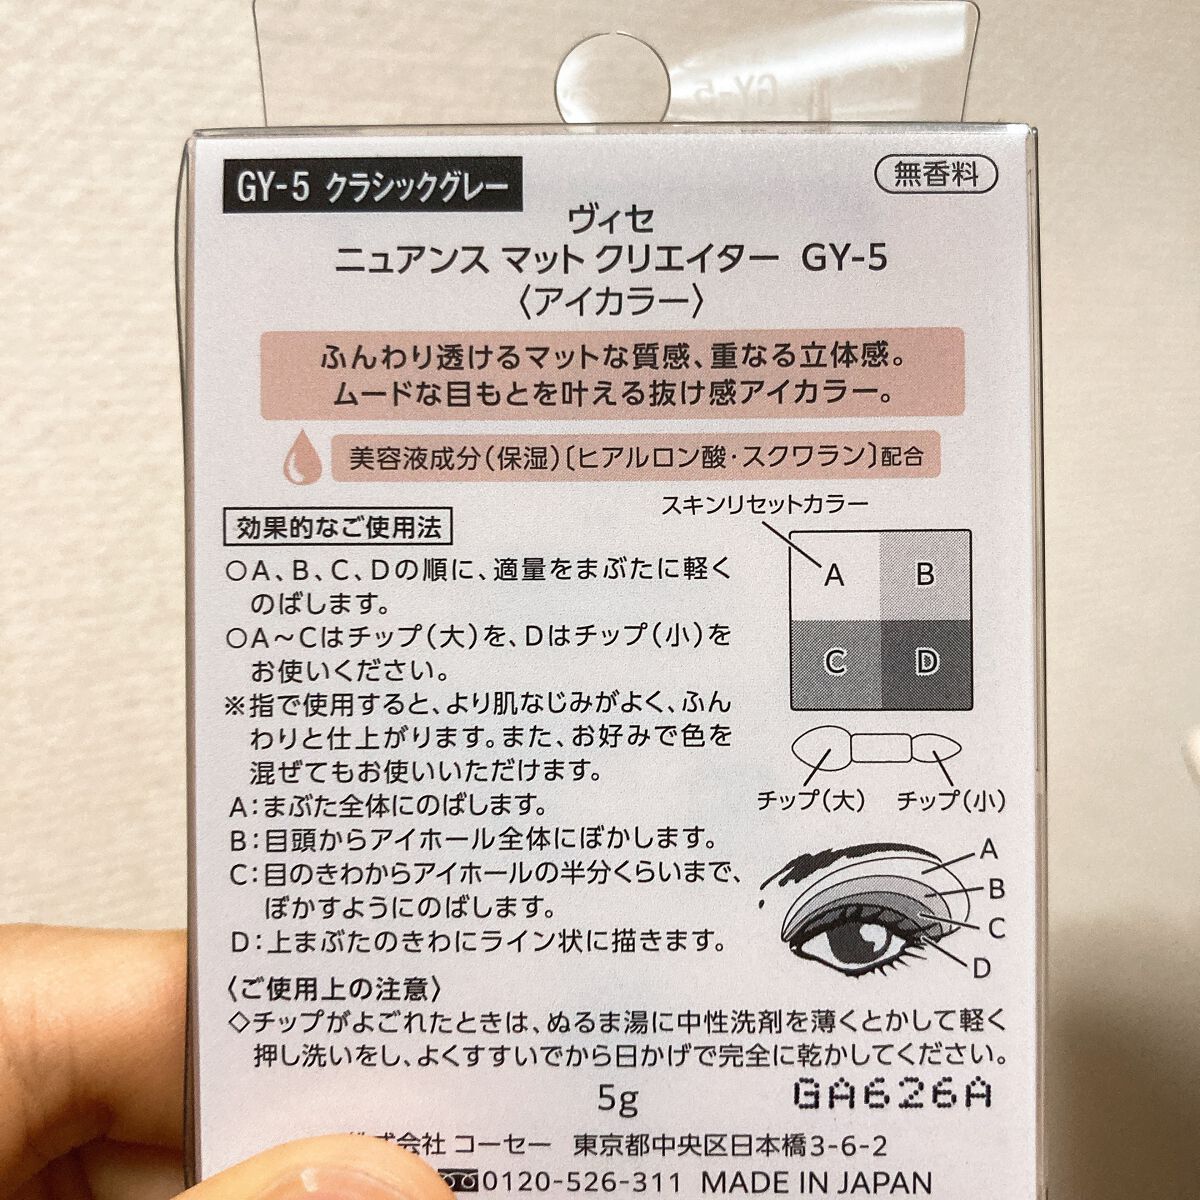 GY-5 クラシックグレー
無香料
ヴィセ
ニュアンス マット クリエイター GY-5
〈アイカラー〉
ふんわり透けるマットな質感、重なる立体感。
ムードな目もとを叶える抜け感アイカラー。
美容液成分(保湿)〔ヒアルロン酸・スクワラン〕配合
スキンリセットカラー
A B
C D
チップ(大) チップ(小)
効果的なご使用法
○A、B、C、Dの順に、適量をまぶたに軽く
のばします。
○A～Cはチップ(大)を、Dはチップ(小)を
お使いください。
※指で使用すると、より肌なじみがよく、ふん
わりと仕上がります。また、お好みで色を
混ぜてもお使いいただけます。
A:まぶた全体にのばします。
B:目頭からアイホール全体にぼかします。
C:目のきわからアイホールの半分くらいまで、
ぼかすようにのばします。
D:上まぶたのきわにライン状に描きます。
A
B
C
D
〈ご使用上の注意〉
◇チップがよごれたときは、ぬるま湯に中性洗剤を薄くとかして軽く
押し洗いをし、よくすすいでから日かげで完全に乾かしてください。
5g GA626A
株式会社 コーセー 東京都中央区日本橋3-6-2
0120-526-311 MADE IN JAPAN